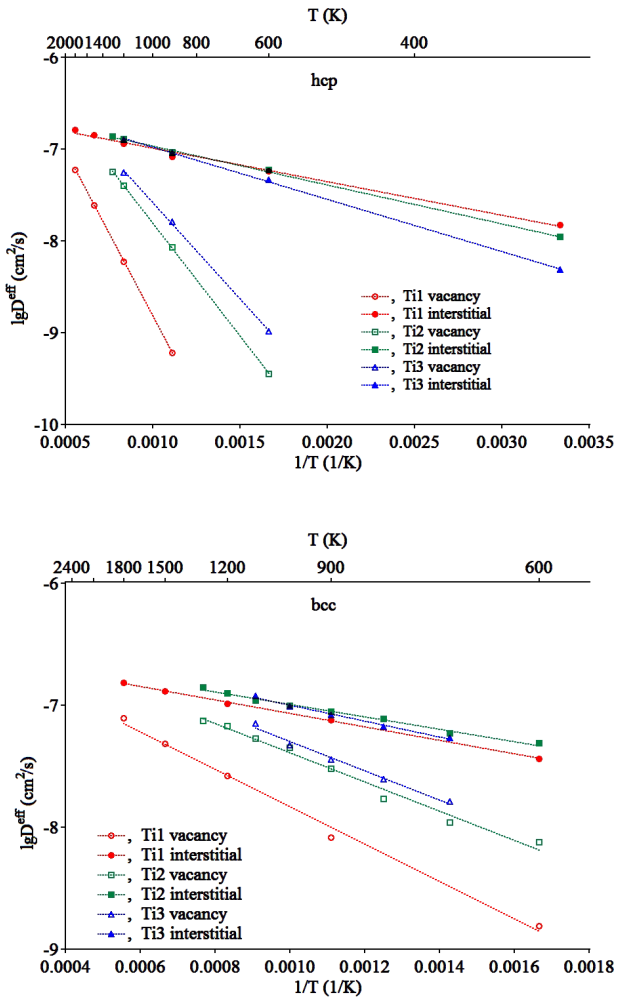 T (K)
2000 1400 900 800 600 400
-6
hcp
-7
-8
-9
-10
lgD^eff (cm²/s)
, Ti1 vacancy
, Ti1 interstitial
, Ti2 vacancy
, Ti2 interstitial
, Ti3 vacancy
, Ti3 interstitial
0.0005 0.0010 0.0015 0.0020 0.0025 0.0030 0.0035
1/T (1/K)
T (K)
2400 1800 1500 1200 900 600
-6
bcc
-7
-8
-9
lgD^eff (cm²/s)
, Ti1 vacancy
, Ti1 interstitial
, Ti2 vacancy
, Ti2 interstitial
, Ti3 vacancy
, Ti3 interstitial
0.0004 0.0006 0.0008 0.0010 0.0012 0.0014 0.0016 0.0018
1/T (1/K)